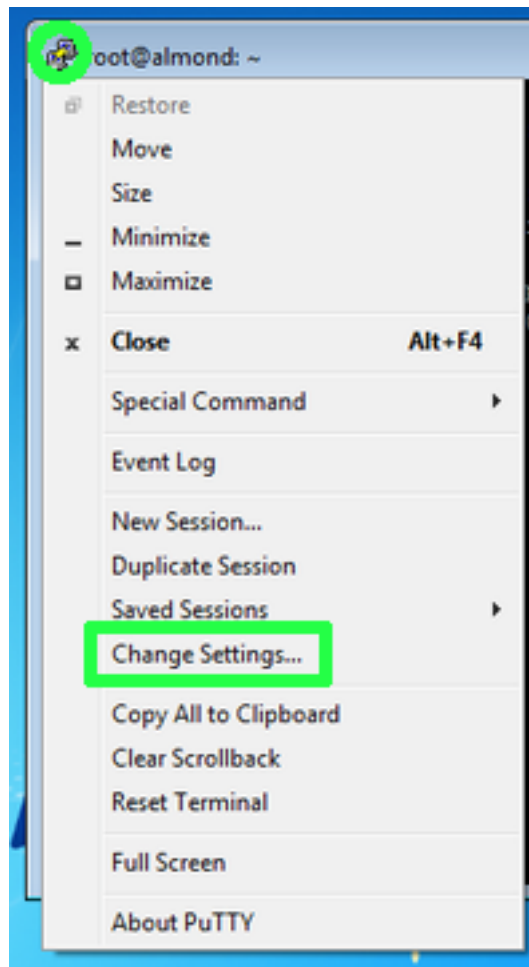 root@almond: ~
Restore
Move
Size
Minimize
Maximize
Close Alt+F4
Special Command
Event Log
New Session...
Duplicate Session
Saved Sessions
Change Settings...
Copy All to Clipboard
Clear Scrollback
Reset Terminal
Full Screen
About PuTTY